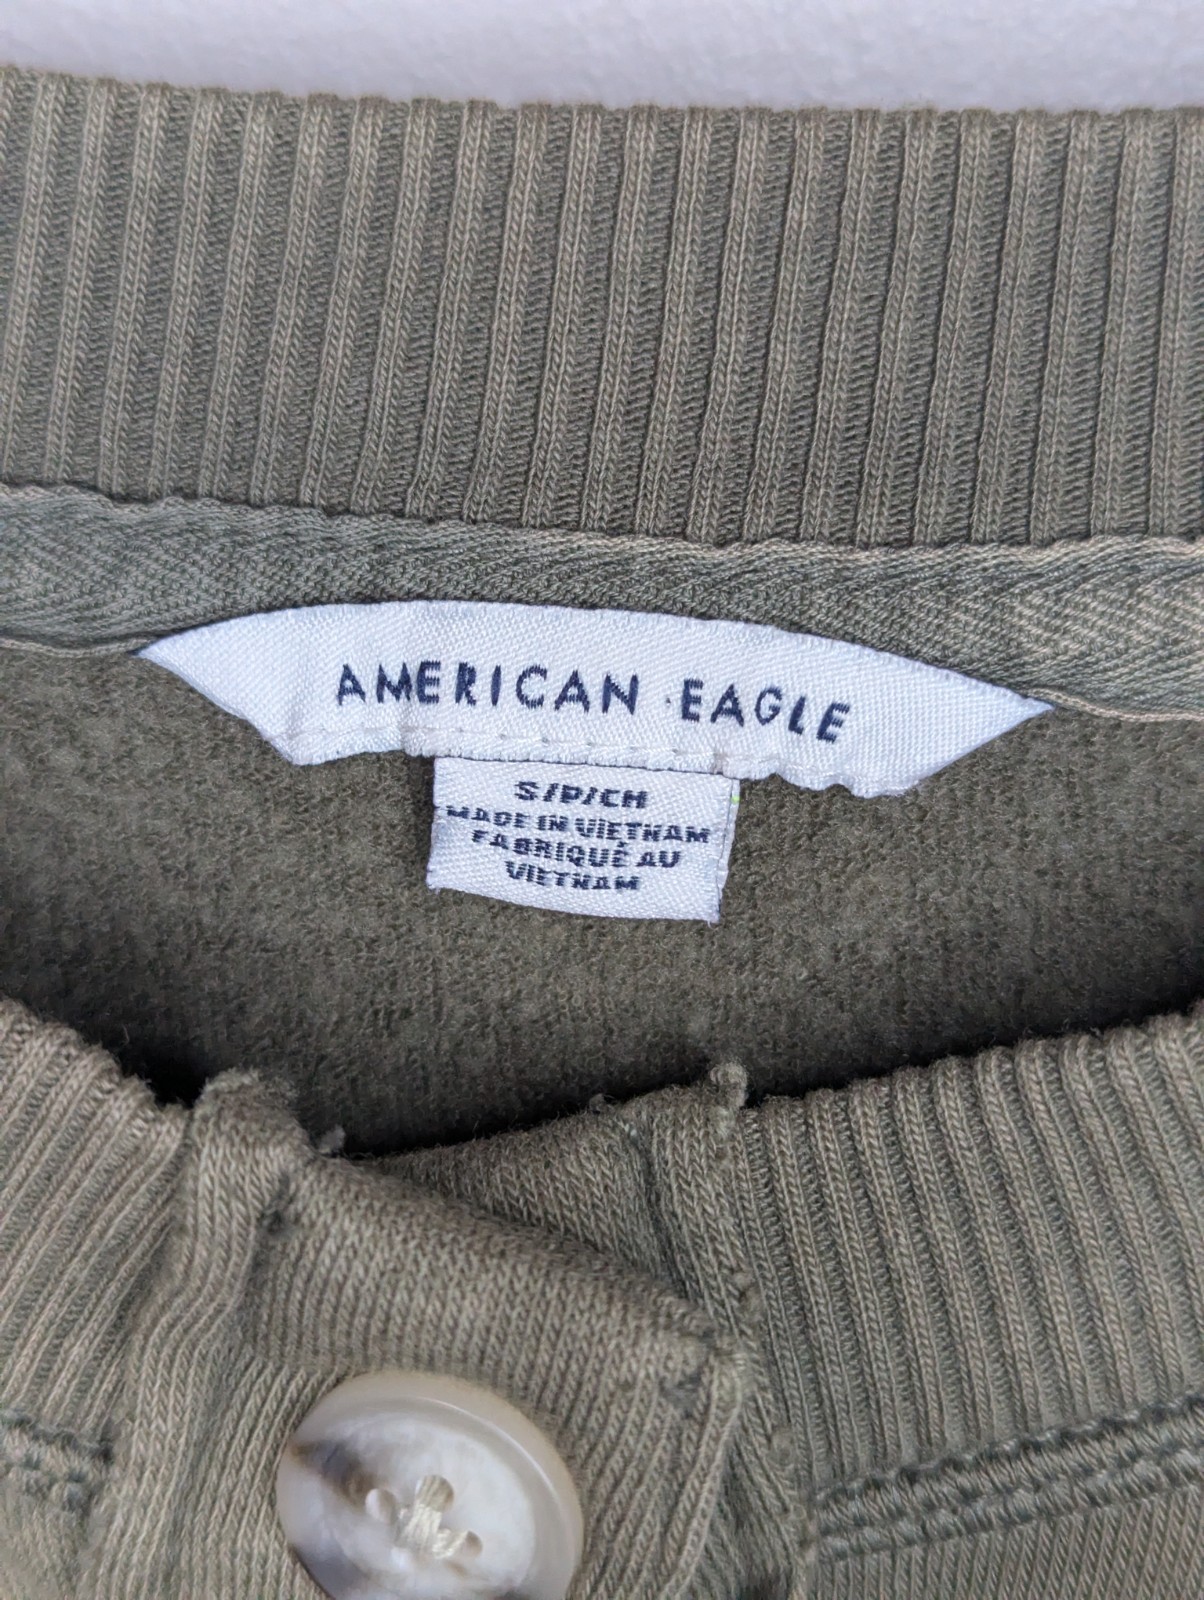 AMERICAN EAGLE
S/P/CH
MADE IN VIETNAM
FABRIQUÉ AU
VIETNAM